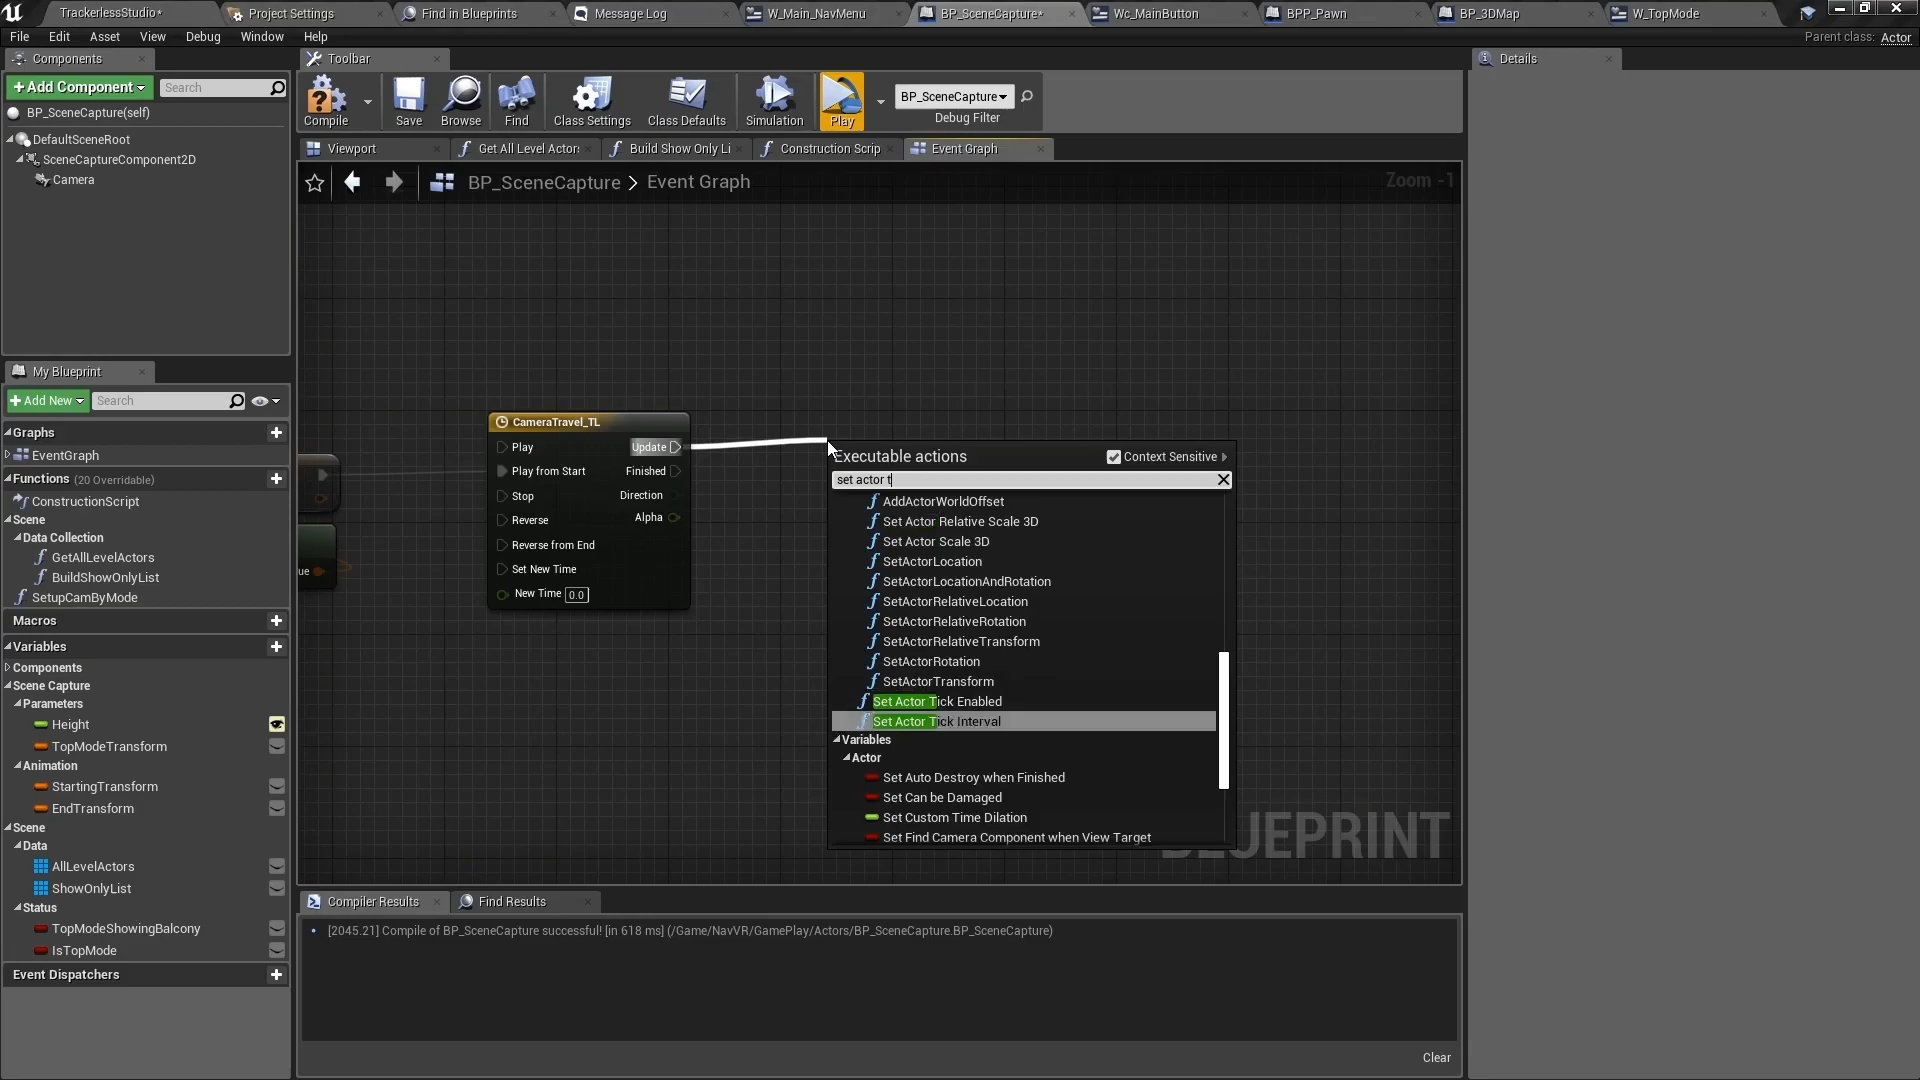 TrackerlessStudio*
Project Settings
Find in Blueprints
Message Log
W_Main_NavMenu
BP_SceneCapture*
Wc_MainButton
BPP_Pawn
BP_3DMap
W_TopMode
File Edit Asset View Debug Window Help
Parent class: Actor
Components
Toolbar
Details
+ Add Component
Search
BP_SceneCapture(self)
DefaultSceneRoot
SceneCaptureComponent2D
Camera
Compile
Save
Browse
Find
Class Settings
Class Defaults
Simulation
Play
BP_SceneCapture
Debug Filter
Viewport
Get All Level Actor
Build Show Only Li
Construction Scrip
Event Graph
BP_SceneCapture > Event Graph
Zoom -1
My Blueprint
+ Add New
Search
Graphs
EventGraph
Functions (20 Overridable)
ConstructionScript
Scene
Data Collection
GetAllLevelActors
BuildShowOnlyList
SetupCamByMode
Macros
Variables
Components
Scene Capture
Parameters
Height
TopModeTransform
Animation
StartingTransform
EndTransform
Scene
Data
AllLevelActors
ShowOnlyList
Status
TopModeShowingBalcony
IsTopMode
Event Dispatchers
ue
CameraTravel_TL
Play
Update
Play from Start
Finished
Stop
Direction
Reverse
Alpha
Reverse from End
Set New Time
New Time 0.0
Executable actions
Context Sensitive
set actor t
AddActorWorldOffset
Set Actor Relative Scale 3D
Set Actor Scale 3D
SetActorLocation
SetActorLocationAndRotation
SetActorRelativeLocation
SetActorRelativeRotation
SetActorRelativeTransform
SetActorRotation
SetActorTransform
Set Actor Tick Enabled
Set Actor Tick Interval
Variables
Actor
Set Auto Destroy when Finished
Set Can be Damaged
Set Custom Time Dilation
Set Find Camera Component when View Target
BLUEPRINT
Compiler Results
Find Results
[2045.21] Compile of BP_SceneCapture successful! [in 618 ms] (/Game/NavVR/GamePlay/Actors/BP_SceneCapture.BP_SceneCapture)
Clear